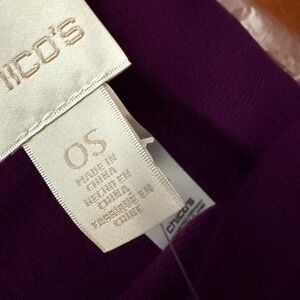 chico's
OS
MADE IN
CHINA
HECHO EN
CHINA
FABRIQUÉ EN
CHINE
chico's